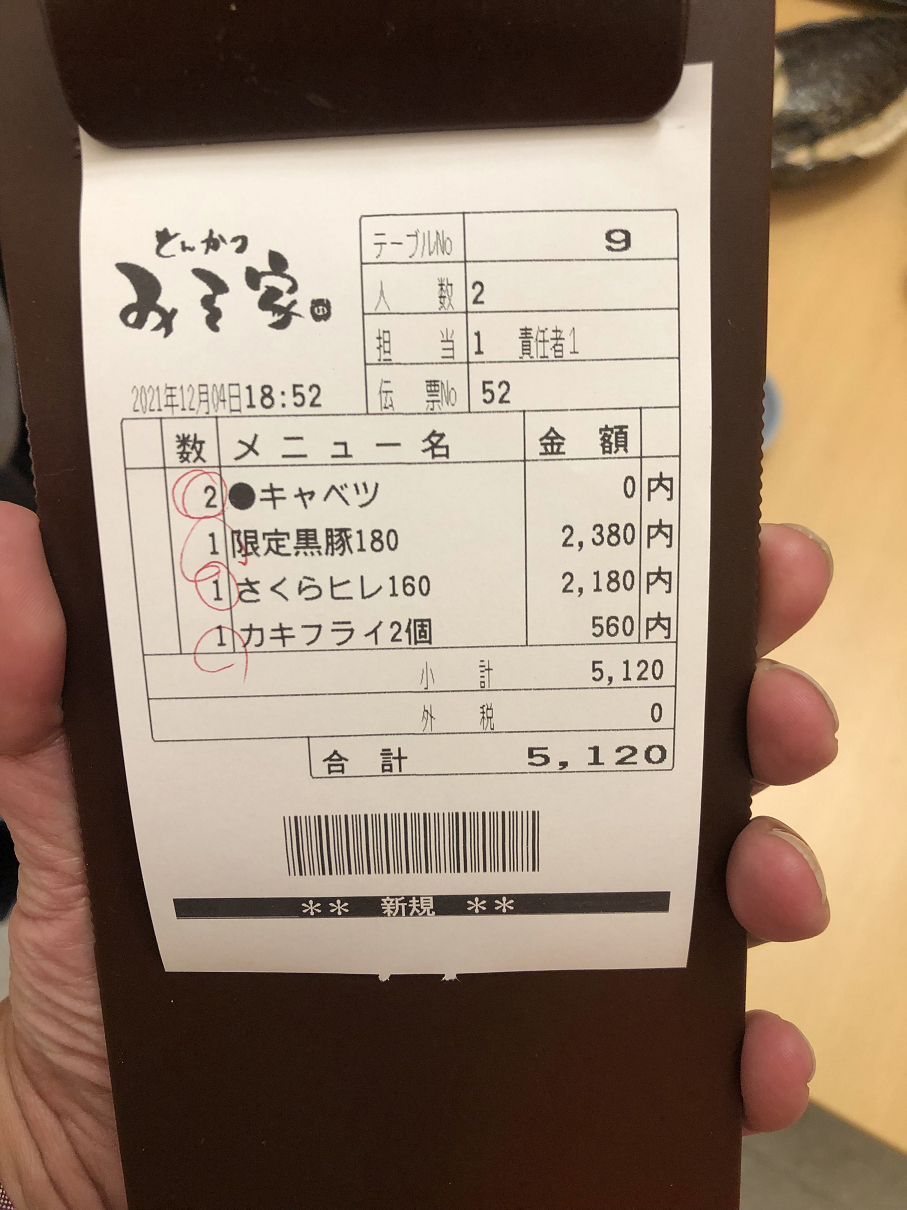 とんかつ
みそ家
テーブルNo 9
人数 2
担当 1 責任者1
伝票No 52
2021年12月04日18:52
数 メニュー名 金額
2 ●キャベツ 0 内
1 限定黒豚180 2,380 内
1 さくらヒレ160 2,180 内
1 カキフライ2個 560 内
小計 5,120
外税 0
合計 5,120
** 新規 **